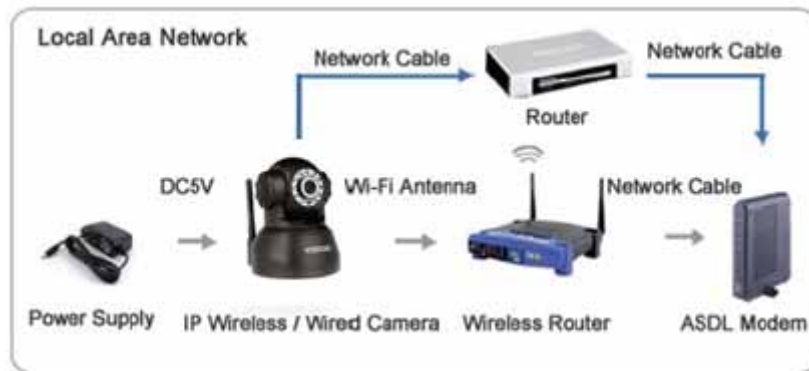 Local Area Network
Network Cable
Network Cable
Router
DC5V
Wi-Fi Antenna
Network Cable
Power Supply
IP Wireless / Wired Camera
Wireless Router
ASDL Modem